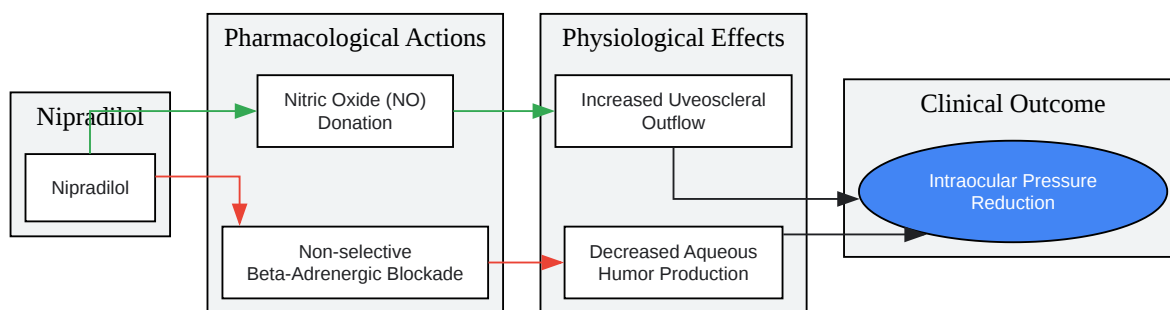 Nipradilol
Nipradilol
Pharmacological Actions
Nitric Oxide (NO)
Donation
Non-selective
Beta-Adrenergic Blockade
Physiological Effects
Increased Uveoscleral
Outflow
Decreased Aqueous
Humor Production
Clinical Outcome
Intraocular Pressure
Reduction